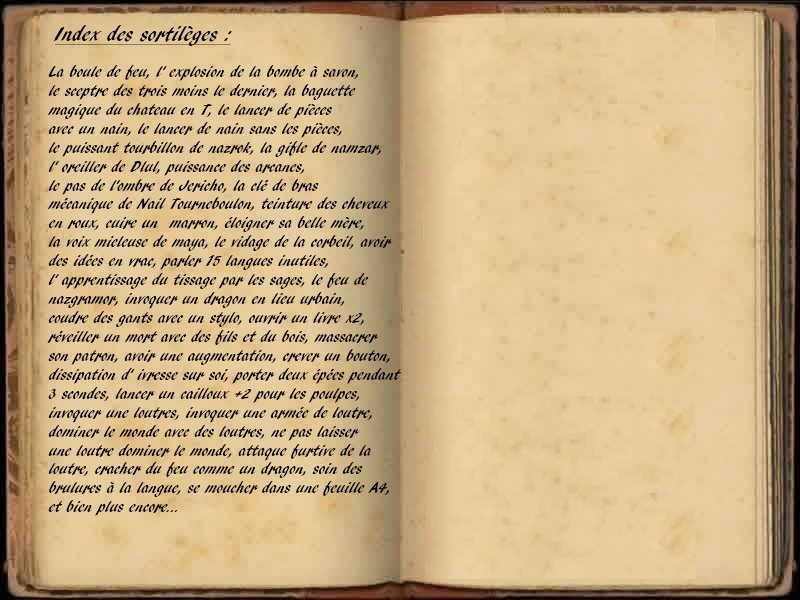 Index des sortilèges :
La boule de feu, l' explosion de la bombe à savon,
le sceptre des trois moins le dernier, la baguette
magique du chateau en T, le lancer de pièces
avec un nain, le lancer de nain sans les pièces,
le puissant tourbillon de nazrok, la gifle de namzar,
l' oreiller de Dlul, puissance des arcanes,
le pas de l'ombre de Jericho, la clé de bras
mécanique de Nail Tourneboulon, teinture des cheveux
en roux, cuire un  marron, éloigner sa belle mère,
la voix mieleuse de maya, le vidage de la corbeil, avoir
des idées en vrac, parler 15 langues inutiles,
l' apprentissage du tissage par les sages, le feu de
nazgramor, invoquer un dragon en lieu urbain,
coudre des gants avec un stylo, ouvrir un livre x2,
réveiller un mort avec des fils et du bois, massacrer
son patron, avoir une augmentation, crever un bouton,
dissipation d' ivresse sur soi, porter deux épées pendant
3 scondes, lancer un cailloux +2 pour les poulpes,
invoquer une loutres, invoquer une armée de loutre,
dominer le monde avec des loutres, ne pas laisser
une loutre dominer le monde, attaque furtive de la
loutre, cracher du feu comme un dragon, soin des
brulures à la langue, se moucher dans une feuille A4,
et bien plus encore...